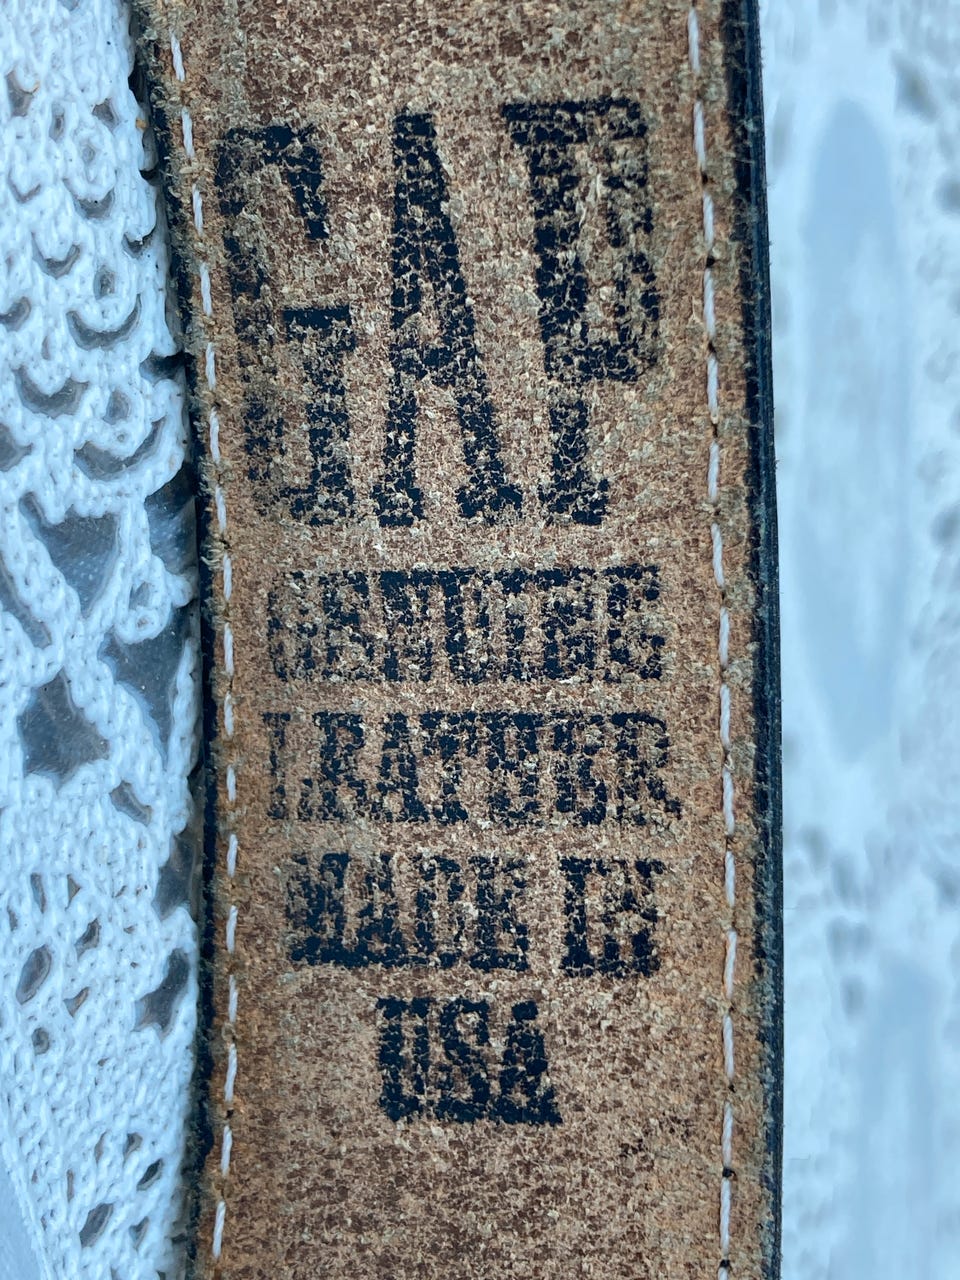 GAP
GENUINE
LEATHER
MADE IN
USA